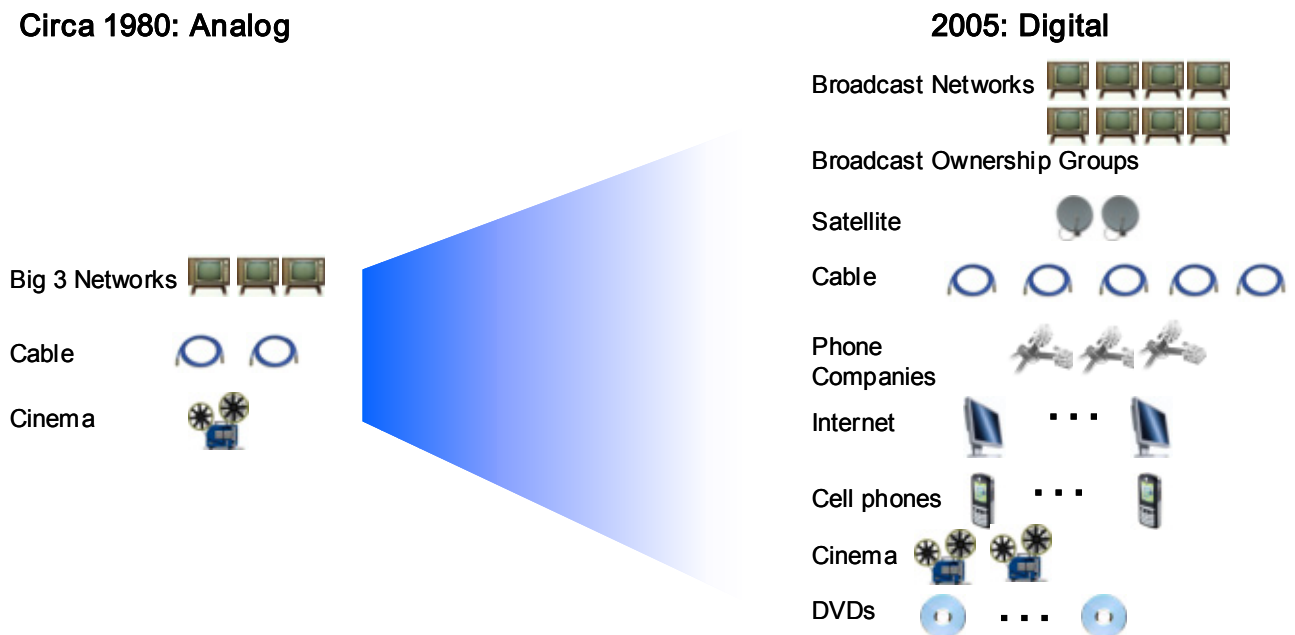 Circa 1980: Analog
Big 3 Networks
Cable
Cinema
2005: Digital
Broadcast Networks
Broadcast Ownership Groups
Satellite
Cable
Phone
Companies
Internet
...
Cell phones
...
Cinema
DVDs
...